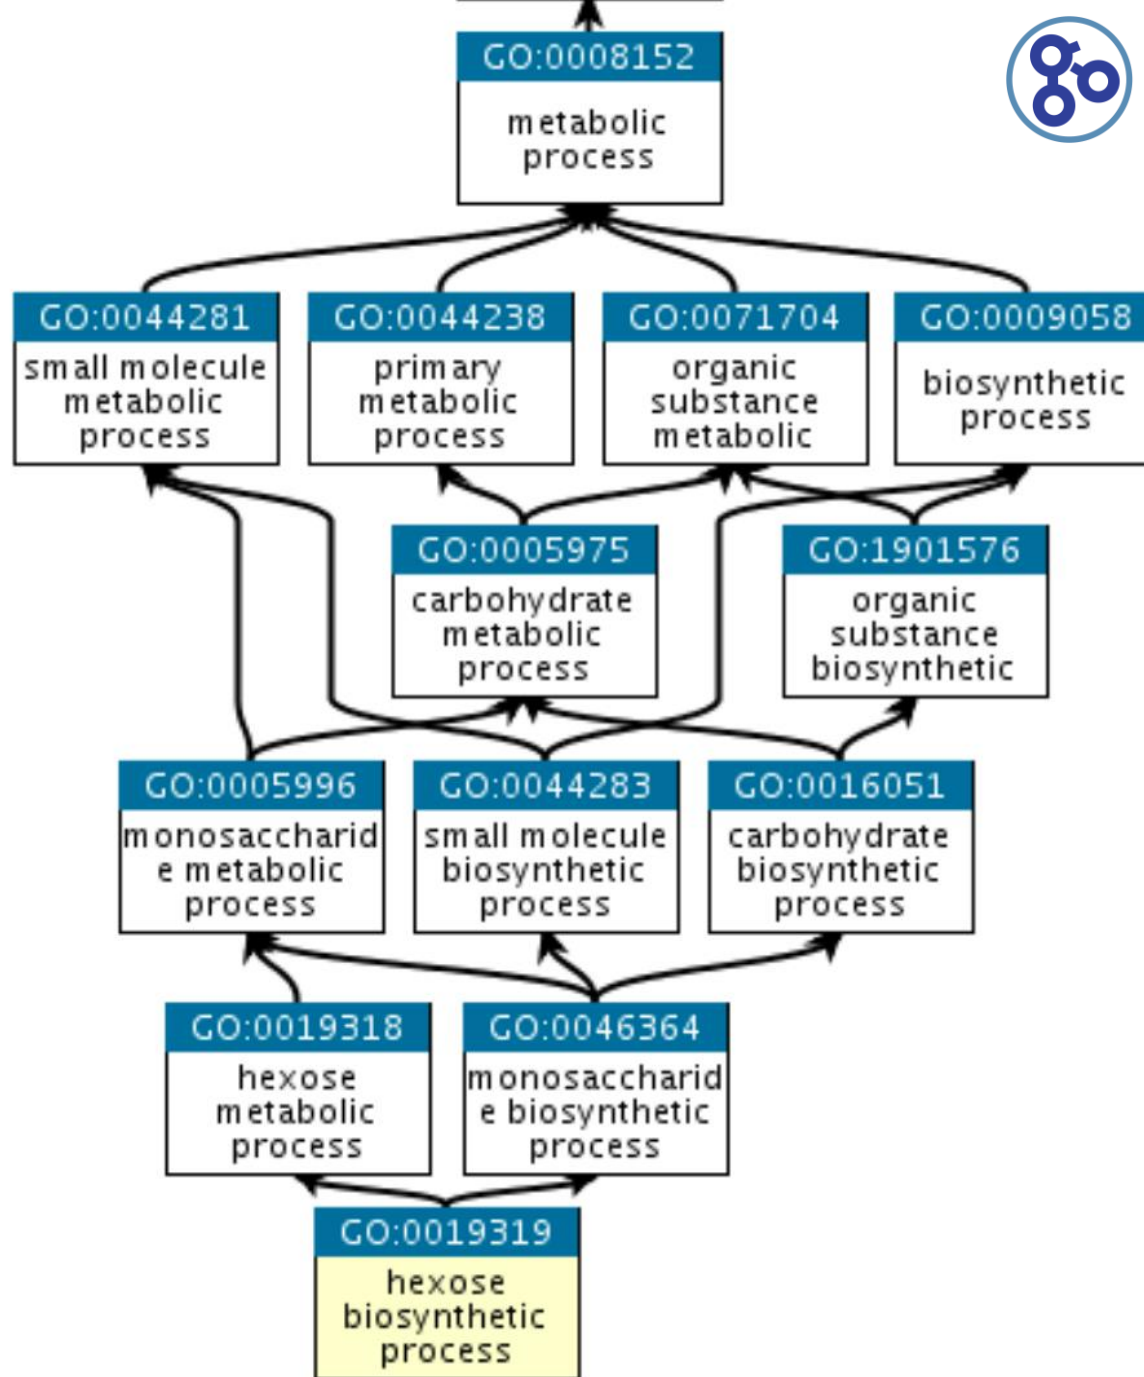 GO:0008152
metabolic
process
GO:0044281
small molecule
metabolic
process
GO:0044238
primary
metabolic
process
GO:0071704
organic
substance
metabolic
GO:0009058
biosynthetic
process
GO:0005975
carbohydrate
metabolic
process
GO:1901576
organic
substance
biosynthetic
GO:0005996
monosaccharid
e metabolic
process
GO:0044283
small molecule
biosynthetic
process
GO:0016051
carbohydrate
biosynthetic
process
GO:0019318
hexose
metabolic
process
GO:0046364
monosaccharid
e biosynthetic
process
GO:0019319
hexose
biosynthetic
process